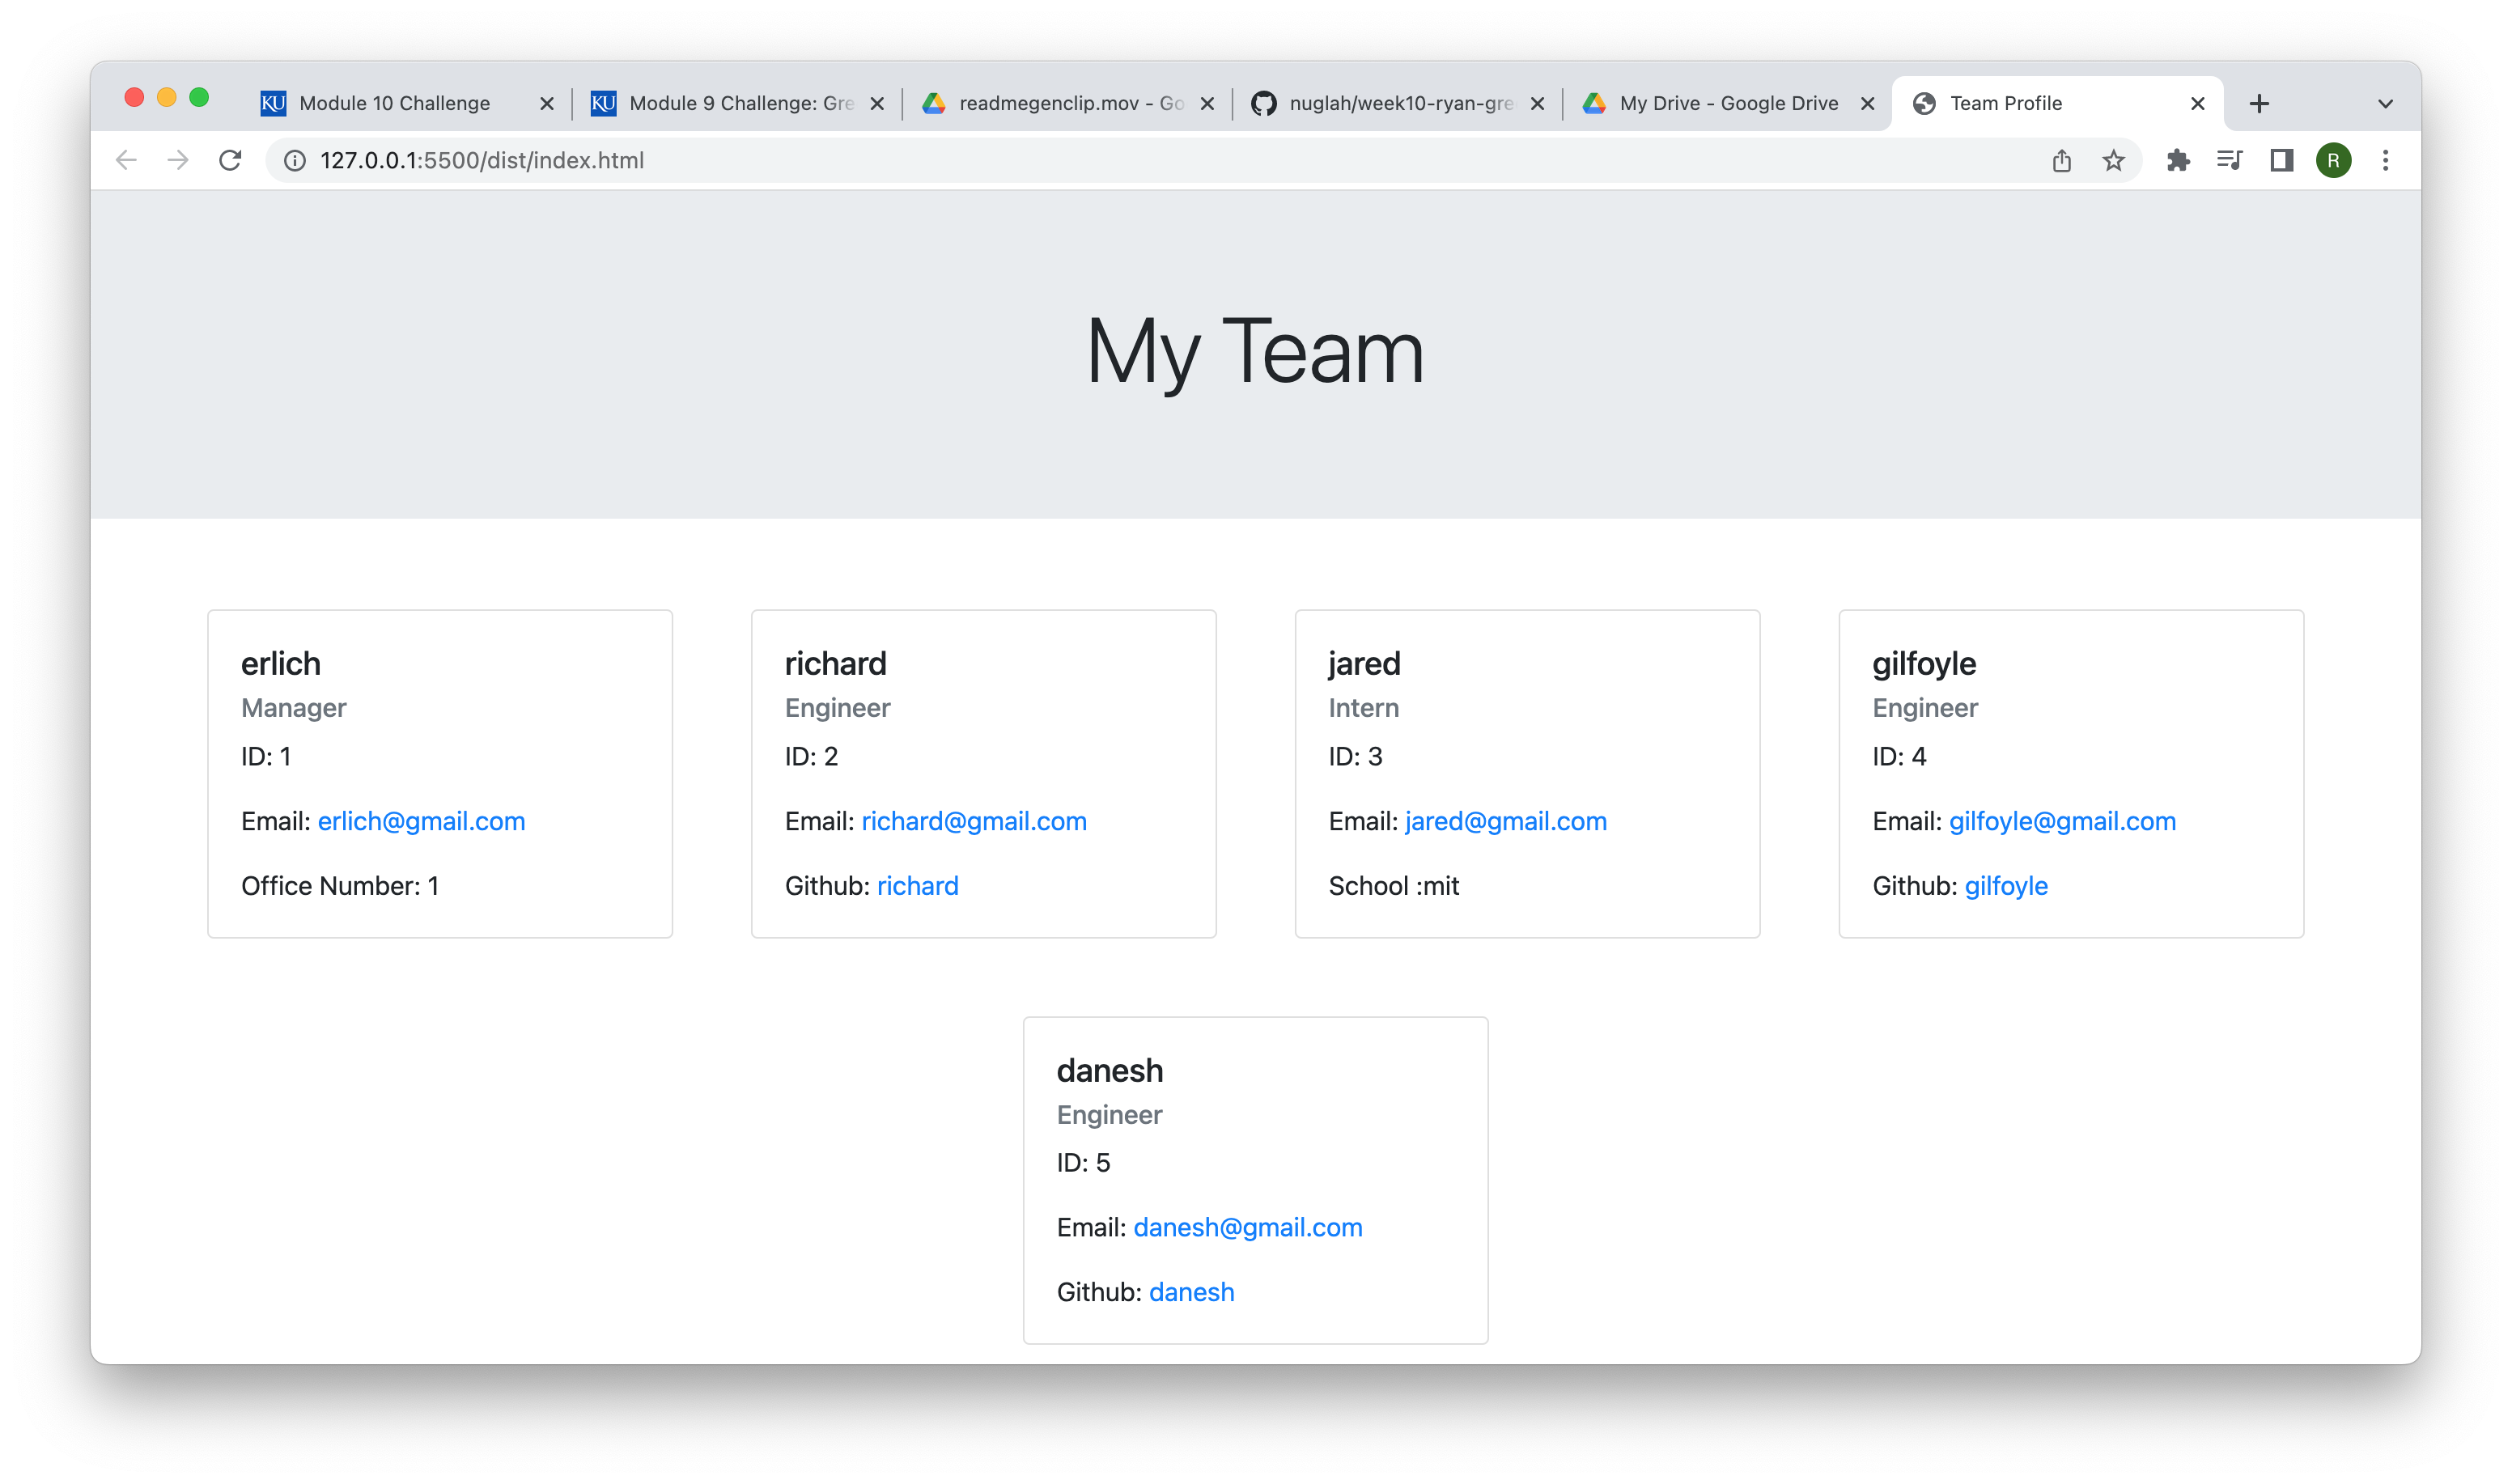 KU Module 10 Challenge
KU Module 9 Challenge: Gre
readmegenclip.mov - Go
nuglah/week10-ryan-gre
My Drive - Google Drive
Team Profile
127.0.0.1:5500/dist/index.html
R
My Team
erlich
Manager
ID: 1
Email: erlich@gmail.com
Office Number: 1
richard
Engineer
ID: 2
Email: richard@gmail.com
Github: richard
jared
Intern
ID: 3
Email: jared@gmail.com
School :mit
gilfoyle
Engineer
ID: 4
Email: gilfoyle@gmail.com
Github: gilfoyle
danesh
Engineer
ID: 5
Email: danesh@gmail.com
Github: danesh